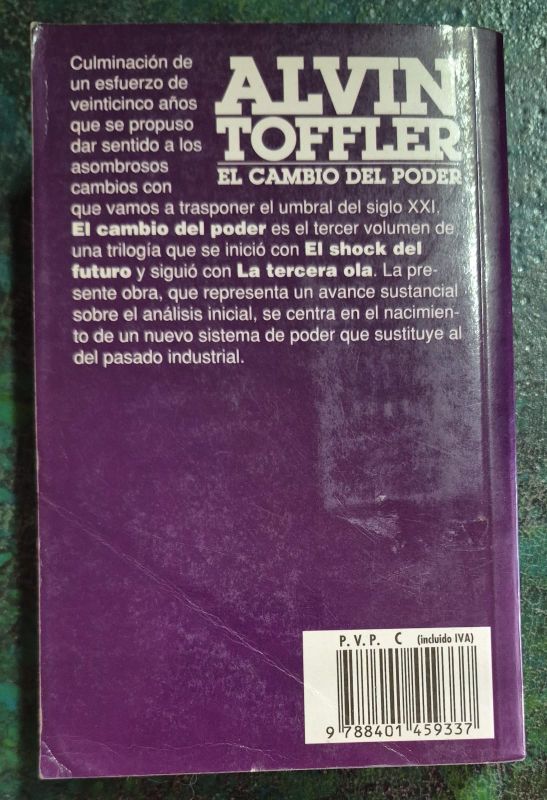 Culminación de
un esfuerzo de
veinticinco años
que se propuso
dar sentido a los
asombrosos
cambios con
ALVIN
TOFFLER
EL CAMBIO DEL PODER
que vamos a trasponer el umbral del siglo XXI,
El cambio del poder es el tercer volumen de
una trilogía que se inició con El shock del
futuro y siguió con La tercera ola. La pre-
sente obra, que representa un avance sustancial
sobre el análisis inicial, se centra en el nacimien-
to de un nuevo sistema de poder que sustituye al
del pasado industrial.
P. V. P. C (incluido IVA)
9 788401 459337